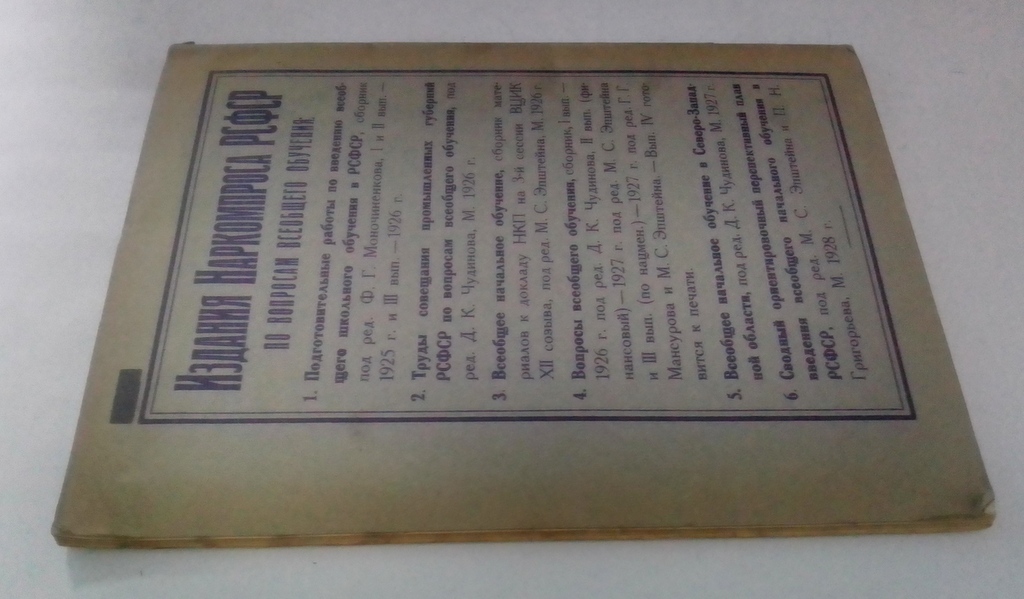 Издания Наркомпроса РСФСР
ПО ВОПРОСАМ ВСЕОБЩЕГО ОБУЧЕНИЯ:
1. Подготовительные работы по введению всеоб-
щего школьного обучения в РСФСР, сборник
под ред. Ф. Г. Моночиненкова, I и II вып.—
1925 г. и III вып.—1926 г.
2. Труды совещания промышленных губерний
РСФСР по вопросам всеобщего обучения, под
ред. Д. К. Чудинова, М. 1926 г.
3. Всеобщее начальное обучение, сборник мате-
риалов к докладу НКП на 3-й сессии ВЦИК
XII созыва, под ред. М. С. Эпштейна, М. 1926 г.
4. Вопросы всеобщего обучения, сборник, I вып.—
1926 г. под ред. Д. К. Чудинова, II вып. (фи-
нансовый)—1927 г. под ред. М. С. Эпштейна
и III вып. (по нацмен.)—1927 г. под ред. Г. Г.
Мансурова и М. С. Эпштейна.—Вып. IV гото-
вится к печати.
5. Всеобщее начальное обучение в Северо-Запад-
ной области, под ред. Д. К. Чудинова, М. 1927 г.
6. Сводный ориентировочный перспективный план
введения всеобщего начального обучения в
РСФСР, под ред. М. С. Эпштейна и П. Н.
Григорьева, М. 1928 г.